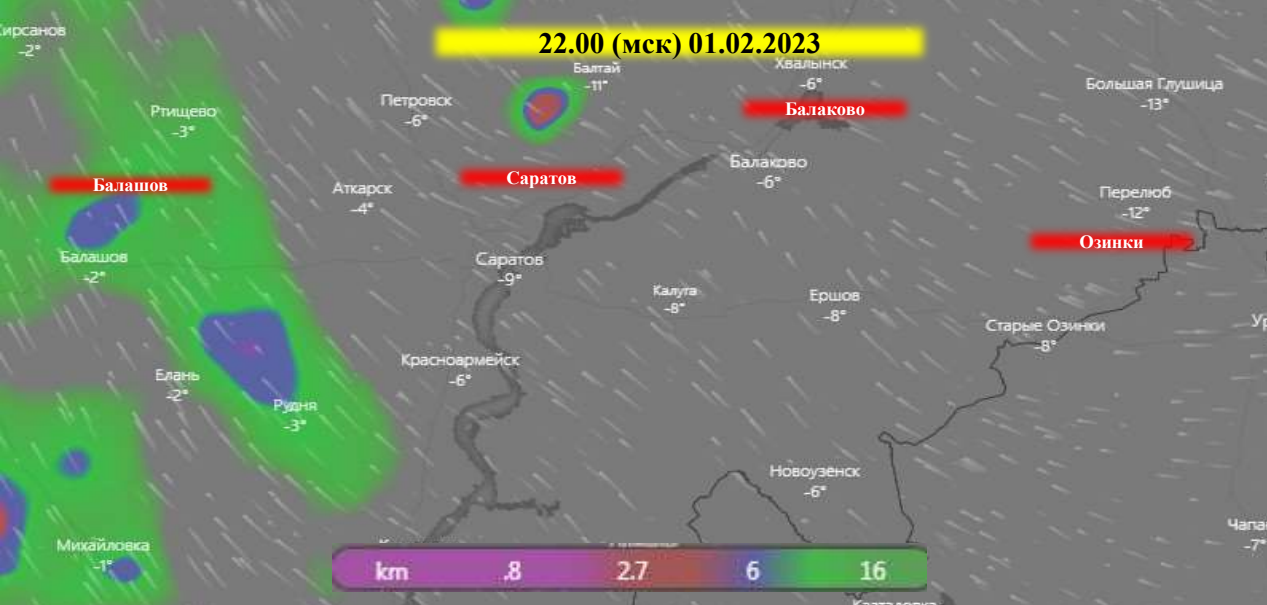 22.00 (мск) 01.02.2023
-2°
Балтай
-11°
Хвалынск
-6°
Большая Глушица
-13°
Петровск
-6°
Ртищево
-3°
Балаково
Балаково
-6°
Саратов
Балашов
Аткарск
-4°
Перелюб
-12°
Озинки
Балашов
-2°
Саратов
-9°
Калуга
-8°
Ершов
-8°
Старые Озинки
-8°
Красноармейск
-6°
Елань
-2°
Рудня
-3°
Новоузенск
-6°
Михайловка
-1°
-7°
km .8 2.7 6 16